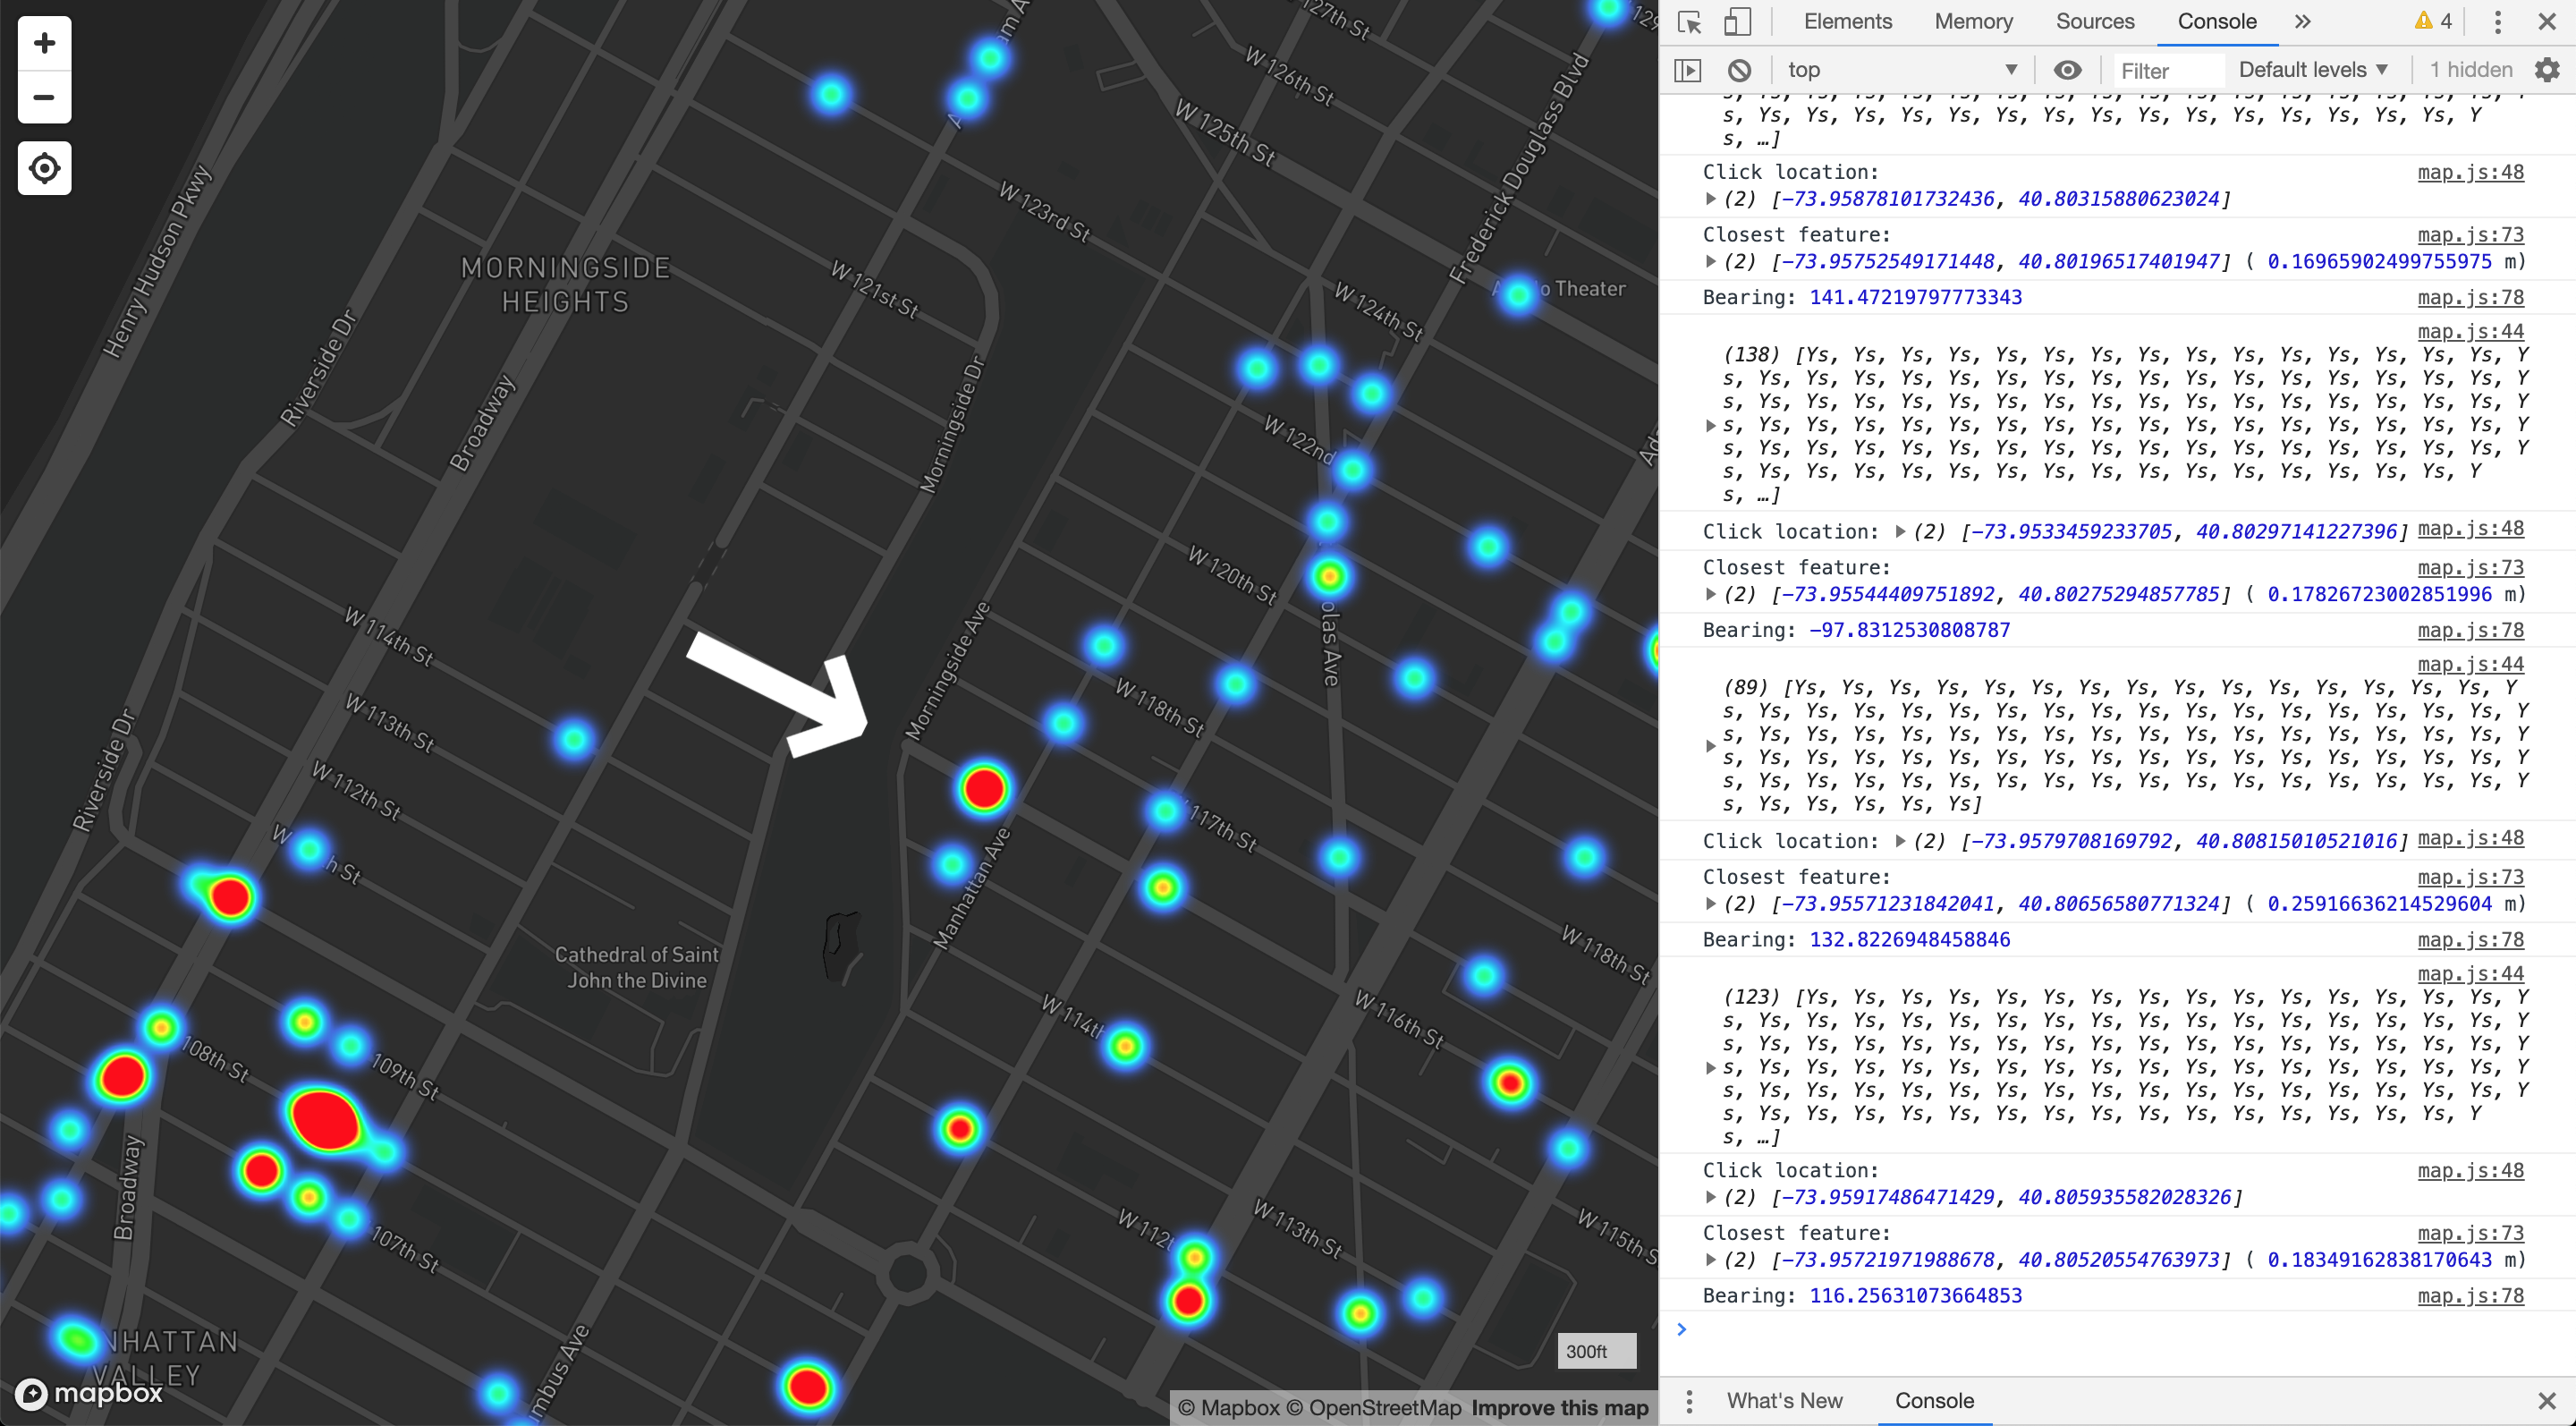 127th St
129
W 126th St
W 125th St
Frederick Douglass Blvd
Henry Hudson Pkwy
W 123rd St
MORNINGSIDE
HEIGHTS
W 121st St
W 124th St
Theater
Riverside Dr
Broadway
Morningside Dr
W 122nd
W 120th St
W 114th St
Morningside Ave
olas Ave
W 118th St
W 113th St
Riverside Dr
W 112th St
117th St
W
h St
Manhattan Ave
Cathedral of Saint
John the Divine
W 118th St
W 114th
W 116th St
108th St
109th St
Broadway
107th St
W 112t
W 113th St
W 115th S
NHATTAN
VALLEY
mbus Ave
300ft
mapbox
© Mapbox © OpenStreetMap Improve this map
Elements Memory Sources Console » 4
top Filter Default levels 1 hidden
s, Ys, Ys, Ys, Ys, Ys, Ys, Ys, Ys, Ys, Ys, Ys, Ys, Ys, Ys, Ys, Y
s, …]
Click location: map.js:48
(2) [-73.95878101732436, 40.80315880623024]
Closest feature: map.js:73
(2) [-73.95752549171448, 40.80196517401947] ( 0.16965902499755975 m)
Bearing: 141.47219797773343 map.js:78
map.js:44
(138) [Ys, Ys, Ys, Ys, Ys, Ys, Ys, Ys, Ys, Ys, Ys, Ys, Ys, Y
s, Ys, Ys, Ys, Ys, Ys, Ys, Ys, Ys, Ys, Ys, Ys, Ys, Ys, Ys, Ys, Ys, Y
s, Ys, Ys, Ys, Ys, Ys, Ys, Ys, Ys, Ys, Ys, Ys, Ys, Ys, Ys, Ys, Ys, Y
s, Ys, Ys, Ys, Ys, Ys, Ys, Ys, Ys, Ys, Ys, Ys, Ys, Ys, Ys, Ys, Ys, Y
s, Ys, Ys, Ys, Ys, Ys, Ys, Ys, Ys, Ys, Ys, Ys, Ys, Ys, Ys, Ys, Ys, Y
s, Ys, Ys, Ys, Ys, Ys, Ys, Ys, Ys, Ys, Ys, Ys, Ys, Ys, Ys, Ys, Y
s, …]
Click location: (2) [-73.9533459233705, 40.80297141227396] map.js:48
Closest feature: map.js:73
(2) [-73.95544409751892, 40.80275294857785] ( 0.17826723002851996 m)
Bearing: -97.8312530808787 map.js:78
map.js:44
(89) [Ys, Ys, Ys, Ys, Ys, Ys, Ys, Ys, Ys, Ys, Ys, Ys, Ys, Ys, Ys, Y
s, Ys, Ys, Ys, Ys, Ys, Ys, Ys, Ys, Ys, Ys, Ys, Ys, Ys, Ys, Ys, Ys, Y
s, Ys, Ys, Ys, Ys, Ys, Ys, Ys, Ys, Ys, Ys, Ys, Ys, Ys, Ys, Ys, Ys, Y
s, Ys, Ys, Ys, Ys, Ys, Ys, Ys, Ys, Ys, Ys, Ys, Ys, Ys, Ys, Ys, Ys, Y
s, Ys, Ys, Ys, Ys, Ys, Ys, Ys, Ys, Ys, Ys, Ys, Ys, Ys, Ys, Ys, Ys, Y
s, Ys, Ys, Ys, Ys, Ys]
Click location: (2) [-73.9579708169792, 40.80815010521016] map.js:48
Closest feature: map.js:73
(2) [-73.95571231842041, 40.80656580771324] ( 0.25916636214529604 m)
Bearing: 132.8226948458846 map.js:78
map.js:44
(123) [Ys, Ys, Ys, Ys, Ys, Ys, Ys, Ys, Ys, Ys, Ys, Ys, Ys, Y
s, Ys, Ys, Ys, Ys, Ys, Ys, Ys, Ys, Ys, Ys, Ys, Ys, Ys, Ys, Ys, Ys, Y
s, Ys, Ys, Ys, Ys, Ys, Ys, Ys, Ys, Ys, Ys, Ys, Ys, Ys, Ys, Ys, Ys, Y
s, Ys, Ys, Ys, Ys, Ys, Ys, Ys, Ys, Ys, Ys, Ys, Ys, Ys, Ys, Ys, Ys, Y
s, Ys, Ys, Ys, Ys, Ys, Ys, Ys, Ys, Ys, Ys, Ys, Ys, Ys, Ys, Ys, Ys, Y
s, Ys, Ys, Ys, Ys, Ys, Ys, Ys, Ys, Ys, Ys, Ys, Ys, Ys, Ys, Ys, Y
s, …]
Click location: map.js:48
(2) [-73.95917486471429, 40.805935582028326]
Closest feature: map.js:73
(2) [-73.95721971988678, 40.80520554763973] ( 0.18349162838170643 m)
Bearing: 116.25631073664853 map.js:78
What's New Console